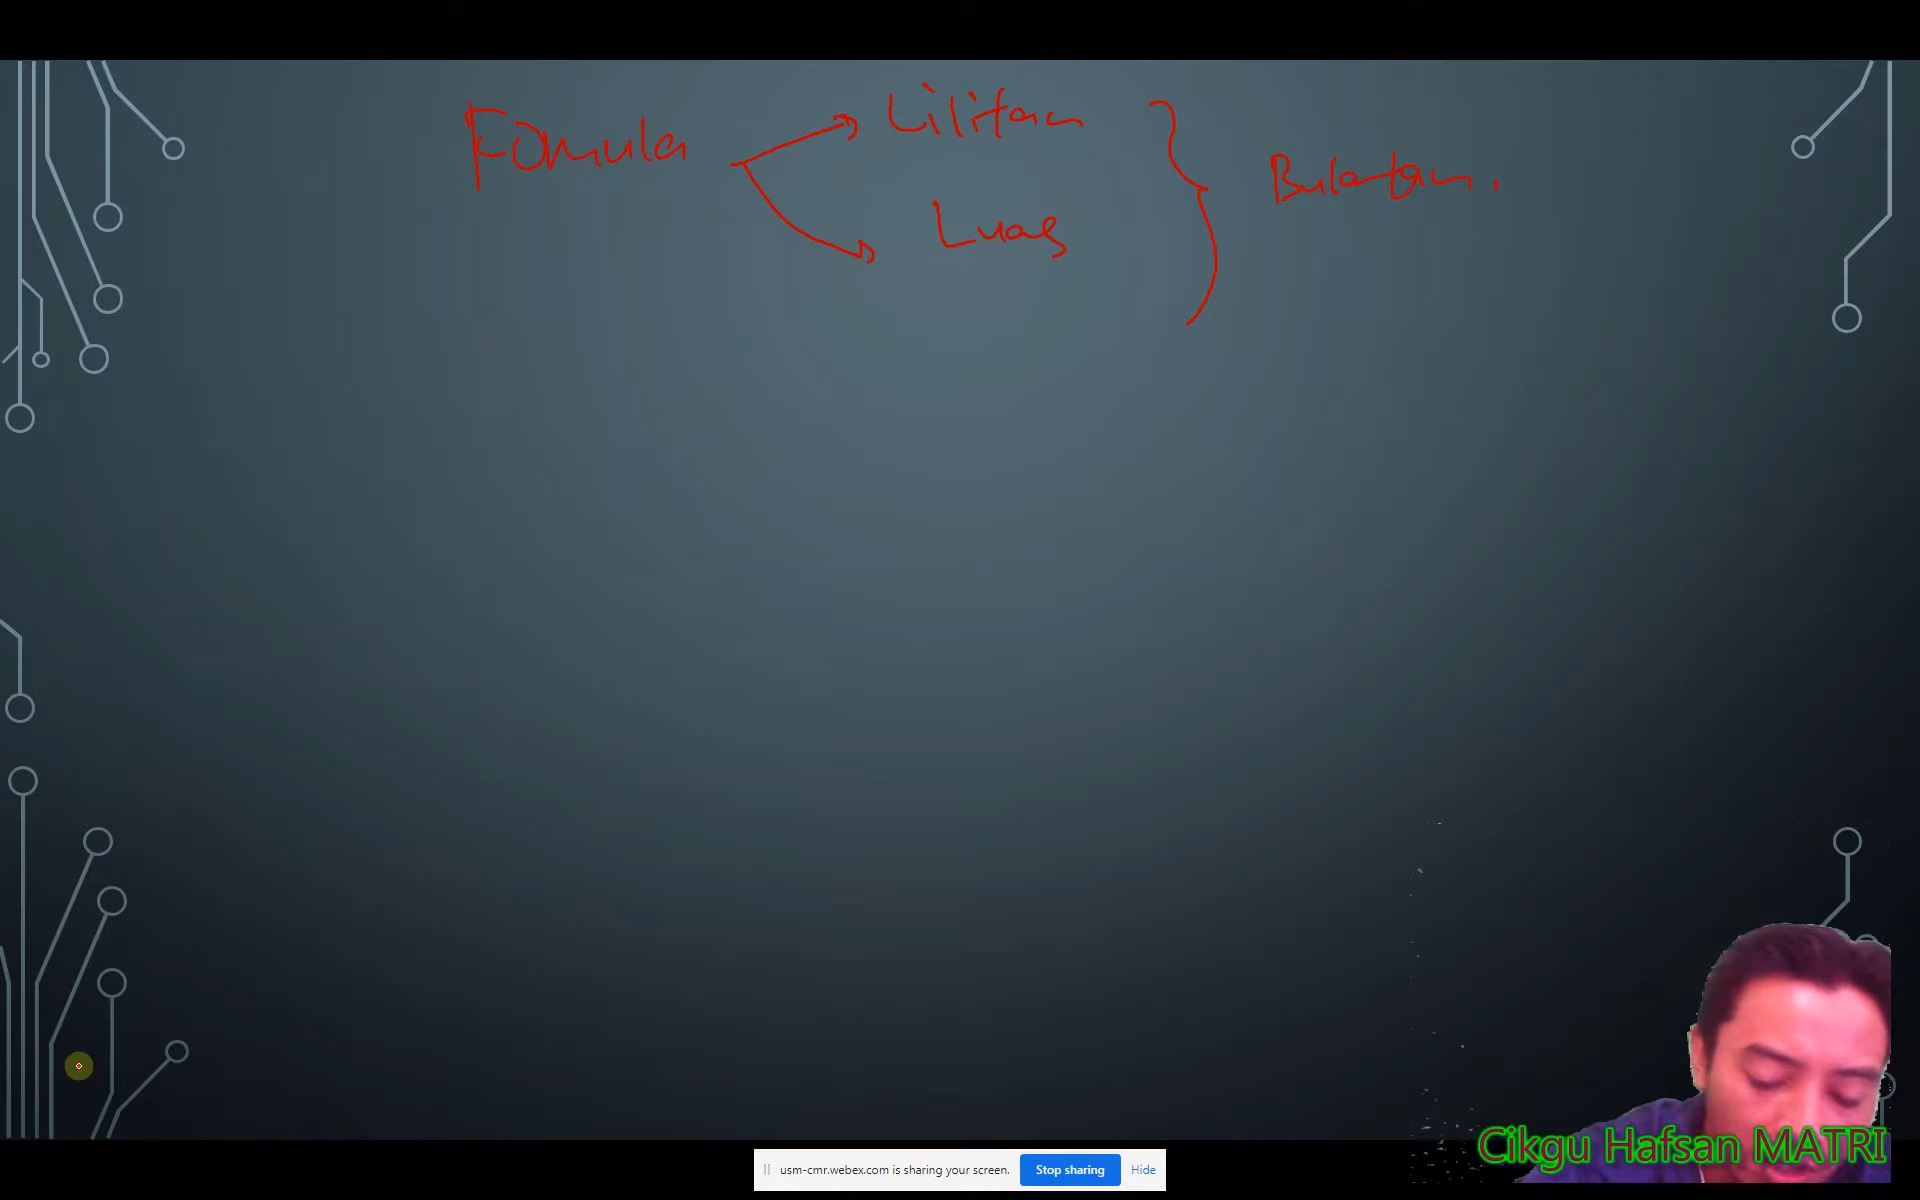 Fomula
Lilitan
Luas
Bulatan.
Cikgu Hafsan MATRI
usm-cmr.webex.com is sharing your screen.
Stop sharing
Hide